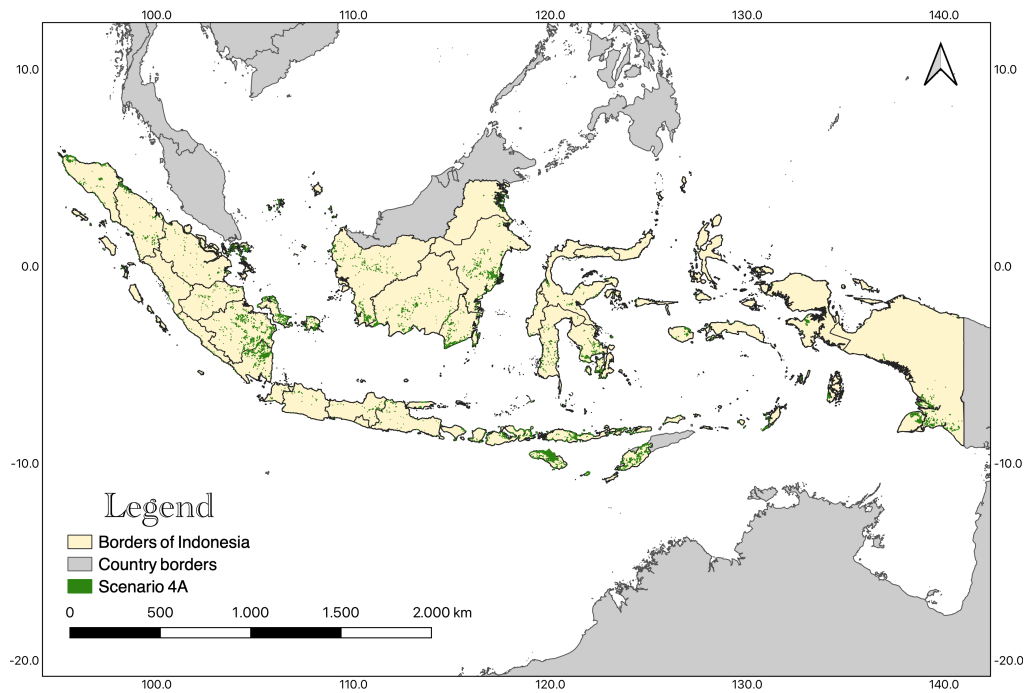 100.0 110.0 120.0 130.0 140.0
10.0 10.0
0.0 0.0
-10.0 -10.0
Legend
Borders of Indonesia
Country borders
Scenario 4A
0 500 1.000 1.500 2.000 km
-20.0 -20.0
100.0 110.0 120.0 130.0 140.0